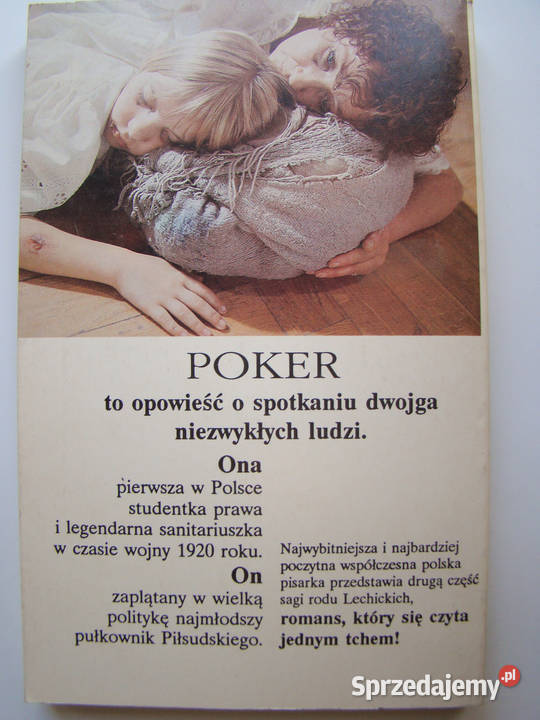 POKER
to opowieść o spotkaniu dwojga
niezwykłych ludzi.
Ona
pierwsza w Polsce
studentka prawa
i legendarna sanitariuszka
w czasie wojny 1920 roku.
On
zaplątany w wielką
politykę najmłodszy
pułkownik Piłsudskiego.
Najwybitniejsza i najbardziej
poczytna współczesna polska
pisarka przedstawia drugą część
sagi rodu Lechickich,
romans, który się czyta
jednym tchem!
Sprzedajemy.pl